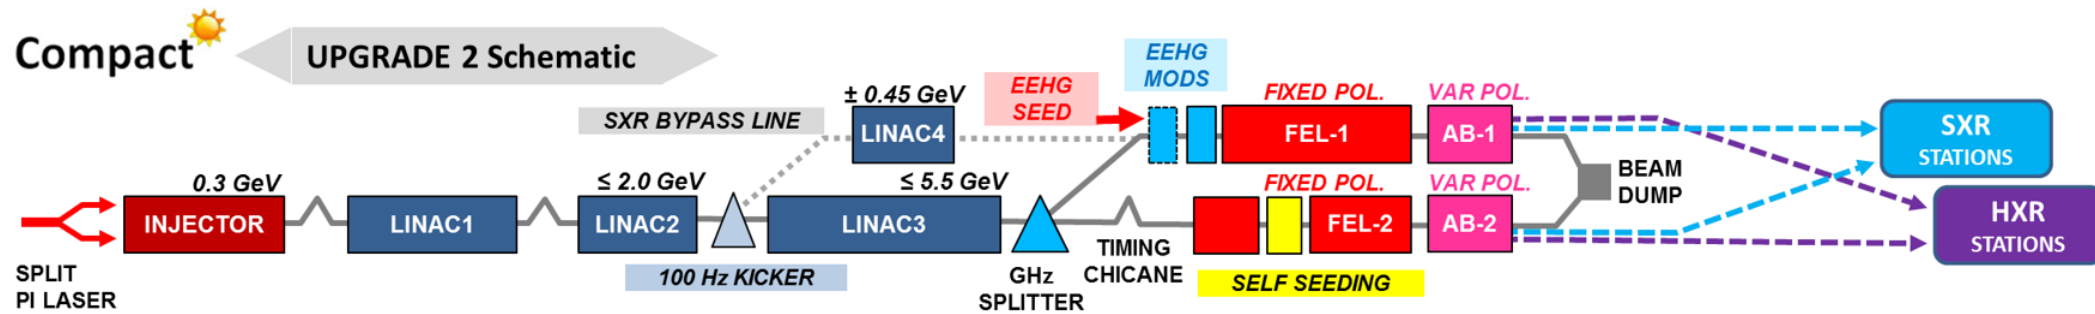 Compact
UPGRADE 2 Schematic
SPLIT
PI LASER
0.3 GeV
INJECTOR
LINAC1
≤ 2.0 GeV
LINAC2
100 Hz KICKER
SXR BYPASS LINE
± 0.45 GeV
LINAC4
≤ 5.5 GeV
LINAC3
GHz
SPLITTER
TIMING
CHICANE
EEHG
SEED
EEHG
MODS
FIXED POL.
FEL-1
VAR POL.
AB-1
FIXED POL.
FEL-2
SELF SEEDING
VAR POL.
AB-2
BEAM
DUMP
SXR
STATIONS
HXR
STATIONS